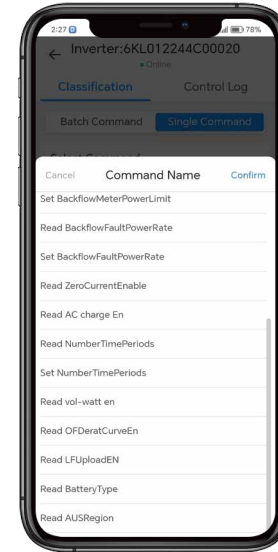 2:27 78%
← Inverter:6KL012244C00020
Online
Classification Control Log
Batch Command Single Command
Cancel Command Name Confirm
Set BackflowMeterPowerLimit
Read BackflowFaultPowerRate
Set BackflowFaultPowerRate
Read ZeroCurrentEnable
Read AC charge En
Read NumberTimePeriods
Set NumberTimePeriods
Read vol-watt en
Read OFDeratCurveEn
Read LFUploadEN
Read BatteryType
Read AUSRegion